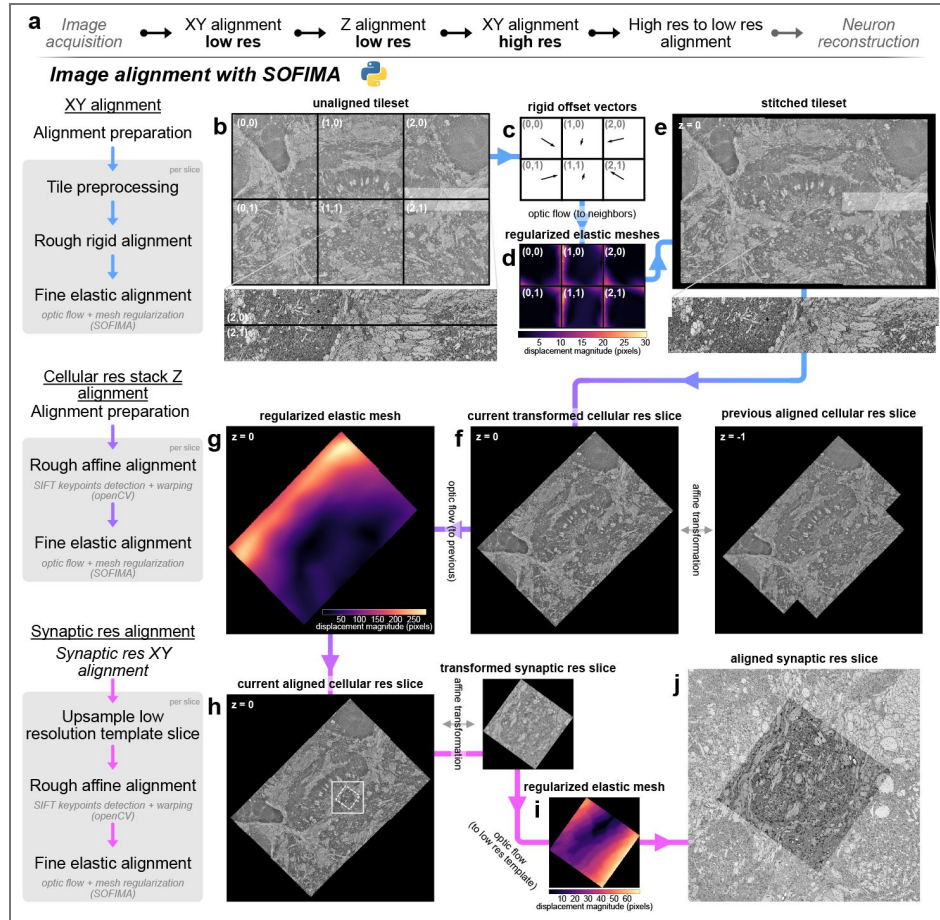 a
Image acquisition
XY alignment low res
Z alignment low res
XY alignment high res
High res to low res alignment
Neuron reconstruction
Image alignment with SOFIMA
XY alignment
Alignment preparation
per slice
Tile preprocessing
Rough rigid alignment
Fine elastic alignment
optic flow + mesh regularization
(SOFIMA)
b
unaligned tileset
(0,0) (1,0) (2,0)
(0,1) (1,1) (2,1)
(2,0)
(2,1)
c
rigid offset vectors
(0,0) (1,0) (2,0)
(0,1) (1,1) (2,1)
optic flow (to neighbors)
regularized elastic meshes
d
(0,0) (1,0) (2,0)
(0,1) (1,1) (2,1)
5 10 15 20 25 30
displacement magnitude (pixels)
e
stitched tileset
z = 0
Cellular res stack Z
alignment
Alignment preparation
per slice
Rough affine alignment
SIFT keypoints detection + warping
(openCV)
Fine elastic alignment
optic flow + mesh regularization
(SOFIMA)
regularized elastic mesh
g
z = 0
50 100 150 200 250
displacement magnitude (pixels)
optic flow (to previous)
current transformed cellular res slice
f
z = 0
affine transformation
previous aligned cellular res slice
z = -1
Synaptic res alignment
Synaptic res XY
alignment
per slice
Upsample low
resolution template slice
Rough affine alignment
SIFT keypoints detection + warping
(openCV)
Fine elastic alignment
optic flow + mesh regularization
(SOFIMA)
current aligned cellular res slice
h
z = 0
affine transformation
transformed synaptic res slice
regularized elastic mesh
i
optic flow
(to low res template)
10 20 30 40 50 60
displacement magnitude (pixels)
aligned synaptic res slice
j